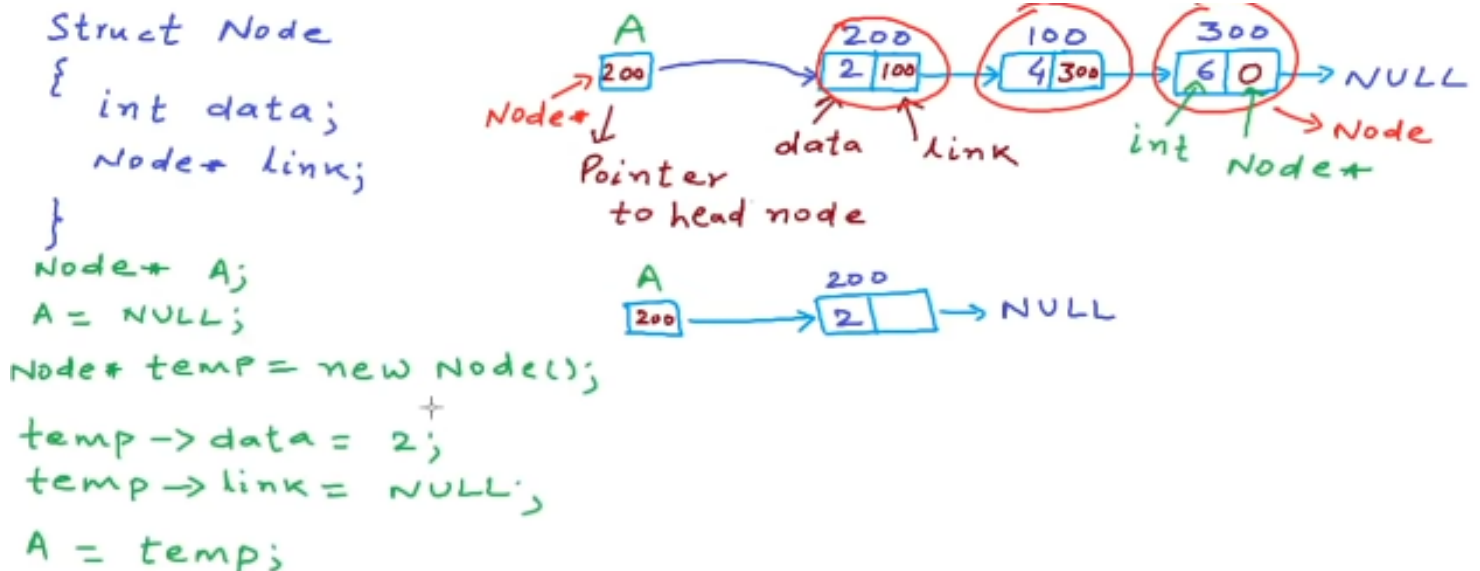 Struct Node
{
int data;
Node* link;
}
Node* A;
A = NULL;
Node* temp = new Node();
temp -> data = 2;
temp -> link = NULL;
A = temp;
A
200 100 300
200 2 100 4 300 6 0 NULL
Node* data link int Node* Node
Pointer
to head node
A 200
200 2 NULL